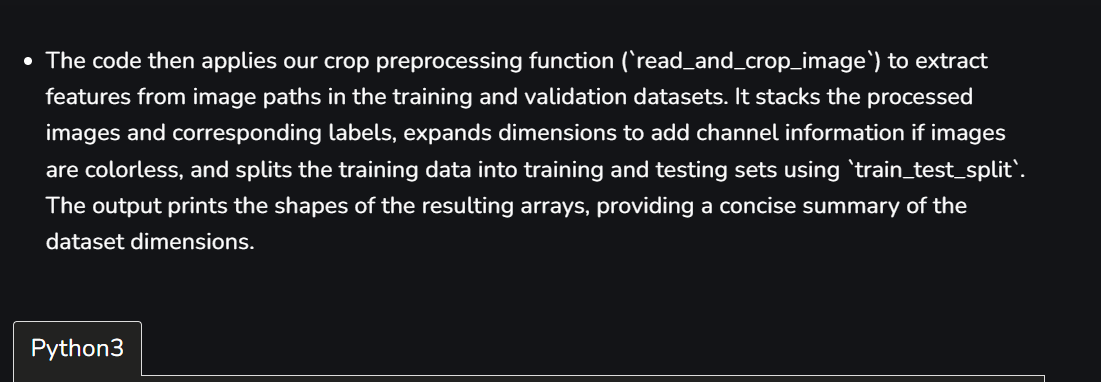 • The code then applies our crop preprocessing function (`read_and_crop_image`) to extract
features from image paths in the training and validation datasets. It stacks the processed
images and corresponding labels, expands dimensions to add channel information if images
are colorless, and splits the training data into training and testing sets using `train_test_split`.
The output prints the shapes of the resulting arrays, providing a concise summary of the
dataset dimensions.
Python3